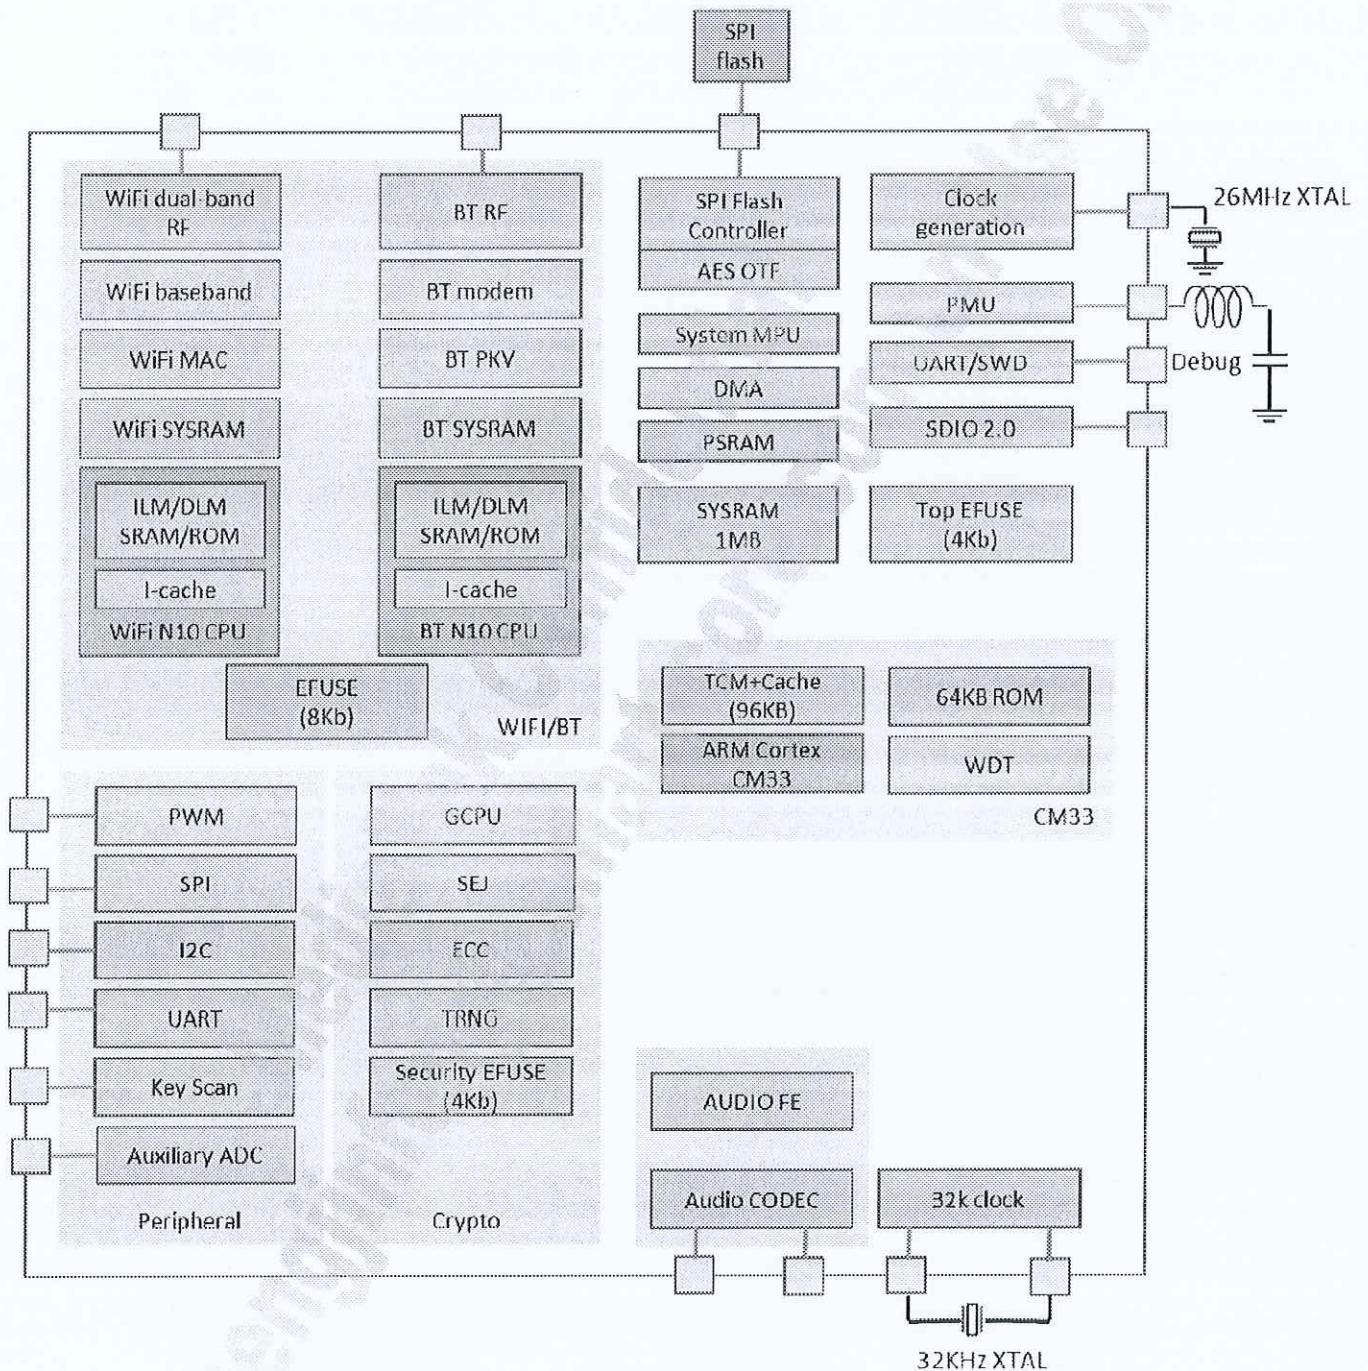 SPI
flash
WiFi dual-band
RF
BT RF
SPI Flash
Controller
AES OTF
Clock
generation
26MHz XTAL
WiFi baseband
BT modem
PMU
System MPU
WiFi MAC
BT PKV
UART/SWD
Debug
DMA
WiFi SYSRAM
BT SYSRAM
PSRAM
SDIO 2.0
ILM/DLM
SRAM/ROM
ILM/DLM
SRAM/ROM
SYSRAM
1MB
Top EFUSE
(4Kb)
I-cache
I-cache
WiFi N10 CPU
BT N10 CPU
EFUSE
(8Kb)
WIFI/BT
TCM+Cache
(96KB)
64KB ROM
ARM Cortex
CM33
WDT
CM33
PWM
GCPU
SPI
SEJ
I2C
ECC
UART
TRNG
Key Scan
Security EFUSE
(4Kb)
AUDIO FE
Auxiliary ADC
Audio CODEC
32k clock
Peripheral
Crypto
32KHz XTAL